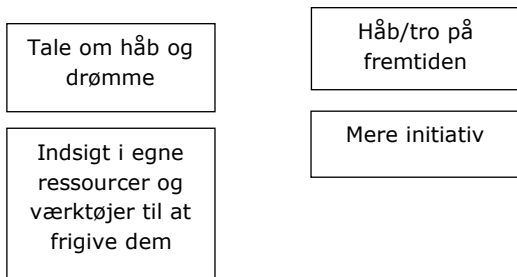 Tale om håb og
drømme
Indsigt i egne
ressourcer og
værktøjer til at
frigive dem
Håb/tro på
fremtiden
Mere initiativ